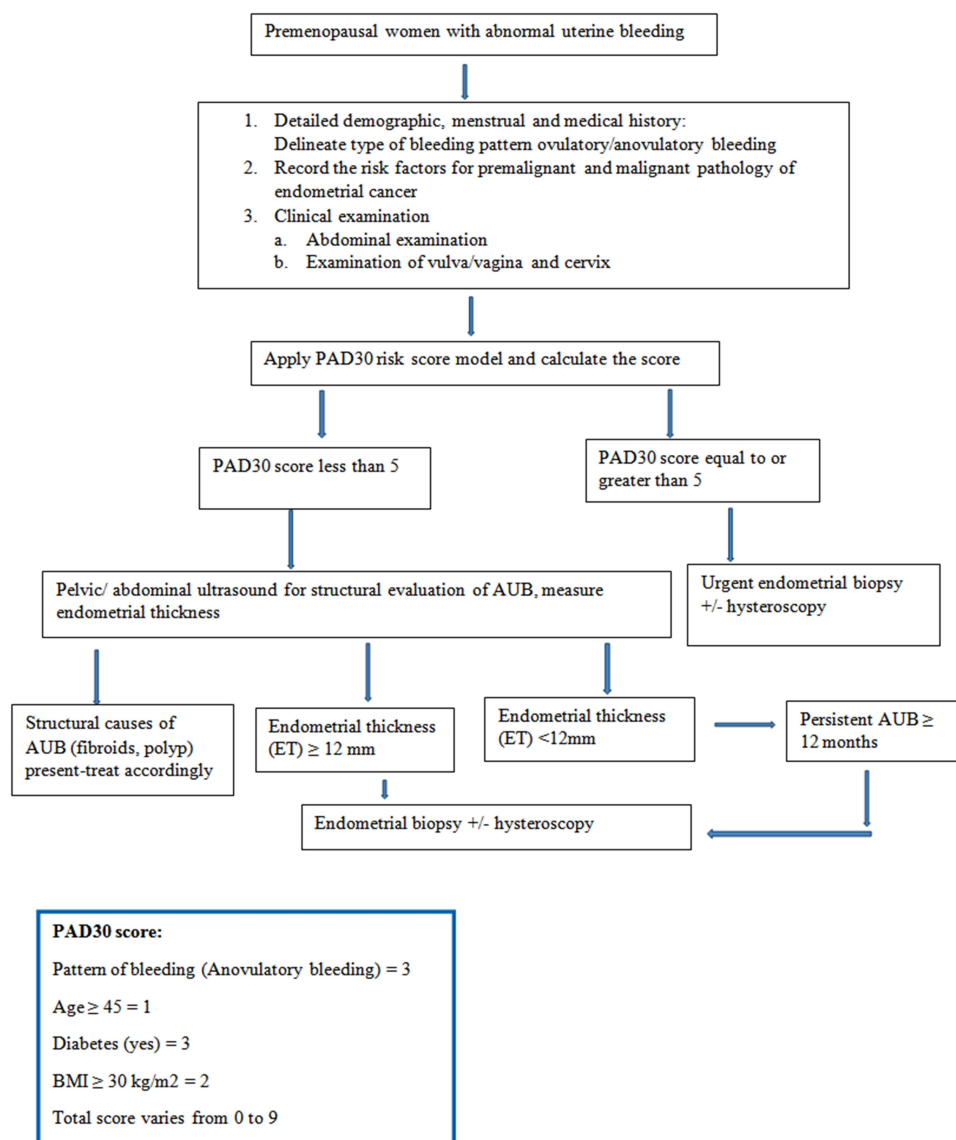 Premenopausal women with abnormal uterine bleeding
1. Detailed demographic, menstrual and medical history:
Delineate type of bleeding pattern ovulatory/anovulatory bleeding
2. Record the risk factors for premalignant and malignant pathology of
endometrial cancer
3. Clinical examination
a. Abdominal examination
b. Examination of vulva/vagina and cervix
Apply PAD30 risk score model and calculate the score
PAD30 score less than 5
PAD30 score equal to or
greater than 5
Pelvic/ abdominal ultrasound for structural evaluation of AUB, measure
endometrial thickness
Urgent endometrial biopsy
+/- hysteroscopy
Structural causes of
AUB (fibroids, polyp)
present-treat accordingly
Endometrial thickness
(ET) ≥ 12 mm
Endometrial thickness
(ET) <12mm
Persistent AUB ≥
12 months
Endometrial biopsy +/- hysteroscopy
PAD30 score:
Pattern of bleeding (Anovulatory bleeding) = 3
Age ≥ 45 = 1
Diabetes (yes) = 3
BMI ≥ 30 kg/m2 = 2
Total score varies from 0 to 9